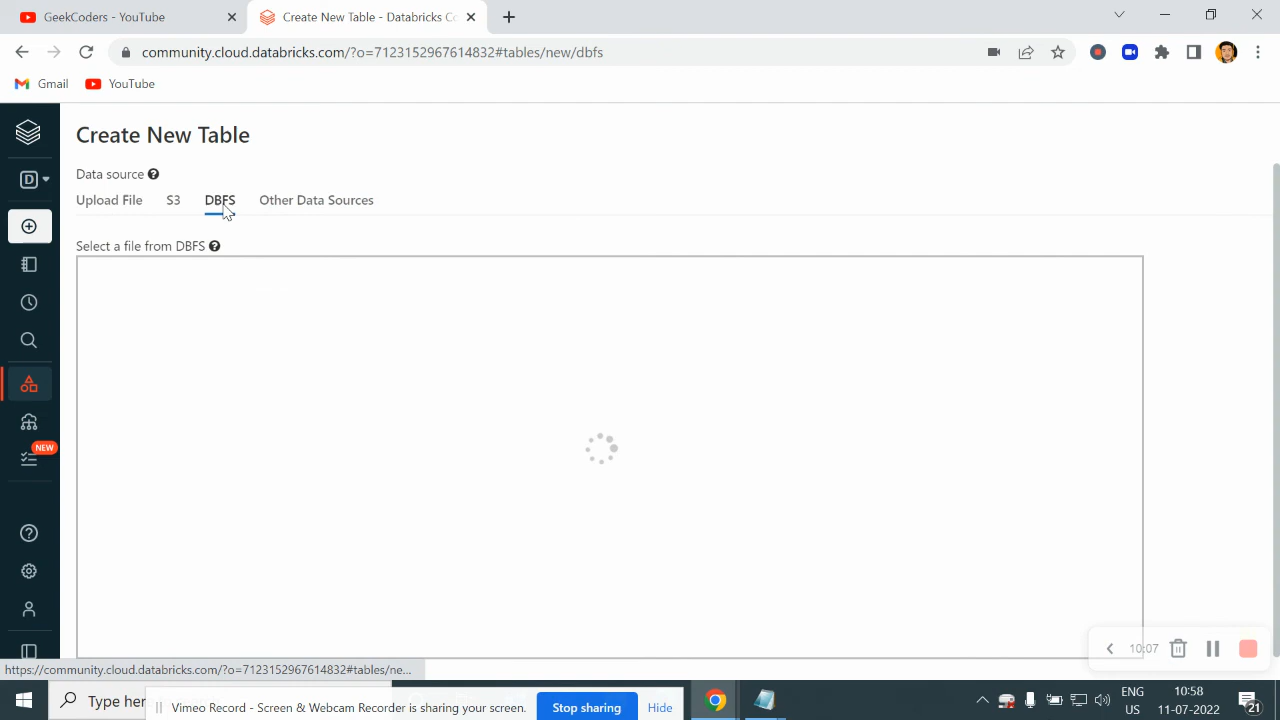 GeekCoders - YouTube
Create New Table - Databricks Co
community.cloud.databricks.com/?o=7123152967614832#tables/new/dbfs
Gmail
YouTube
Create New Table
D
Data source
Upload File
S3
DBFS
Other Data Sources
Select a file from DBFS
NEW
10:07
https://community.cloud.databricks.com/?o=7123152967614832#tables/ne...
Type her
Vimeo Record - Screen & Webcam Recorder is sharing your screen.
Stop sharing
Hide
ENG
US
10:58
11-07-2022
21